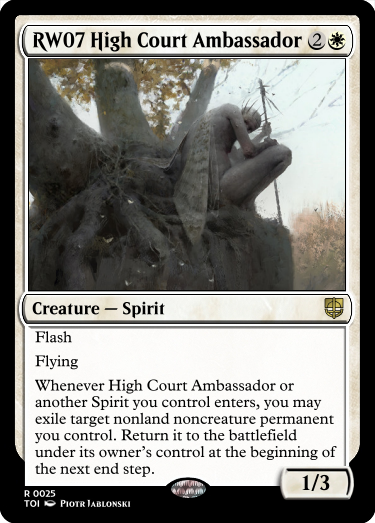 RW07 High Court Ambassador 2
Creature — Spirit
Flash
Flying
Whenever High Court Ambassador or
another Spirit you control enters, you may
exile target nonland noncreature permanent
you control. Return it to the battlefield
under its owner's control at the beginning of
the next end step.
1/3
R 0025
TOI Piotr Jabłonski